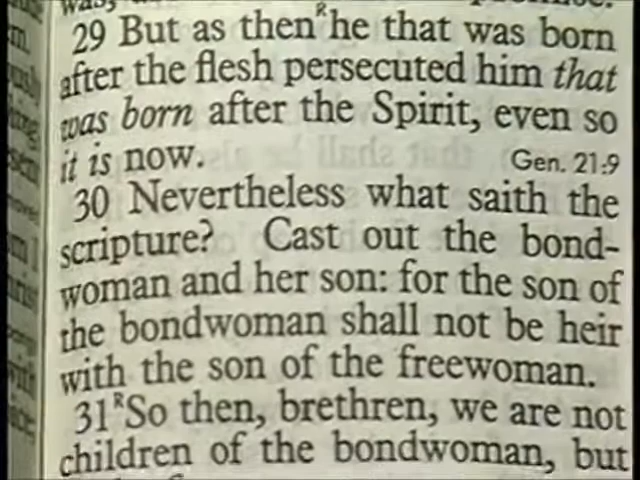 was,
29 But as then ᴿhe that was born
after the flesh persecuted him that
was born after the Spirit, even so
it is now. Gen. 21:9
30 Nevertheless what saith the
scripture? Cast out the bond-
woman and her son: for the son of
the bondwoman shall not be heir
with the son of the freewoman.
31 ᴿSo then, brethren, we are not
children of the bondwoman, but